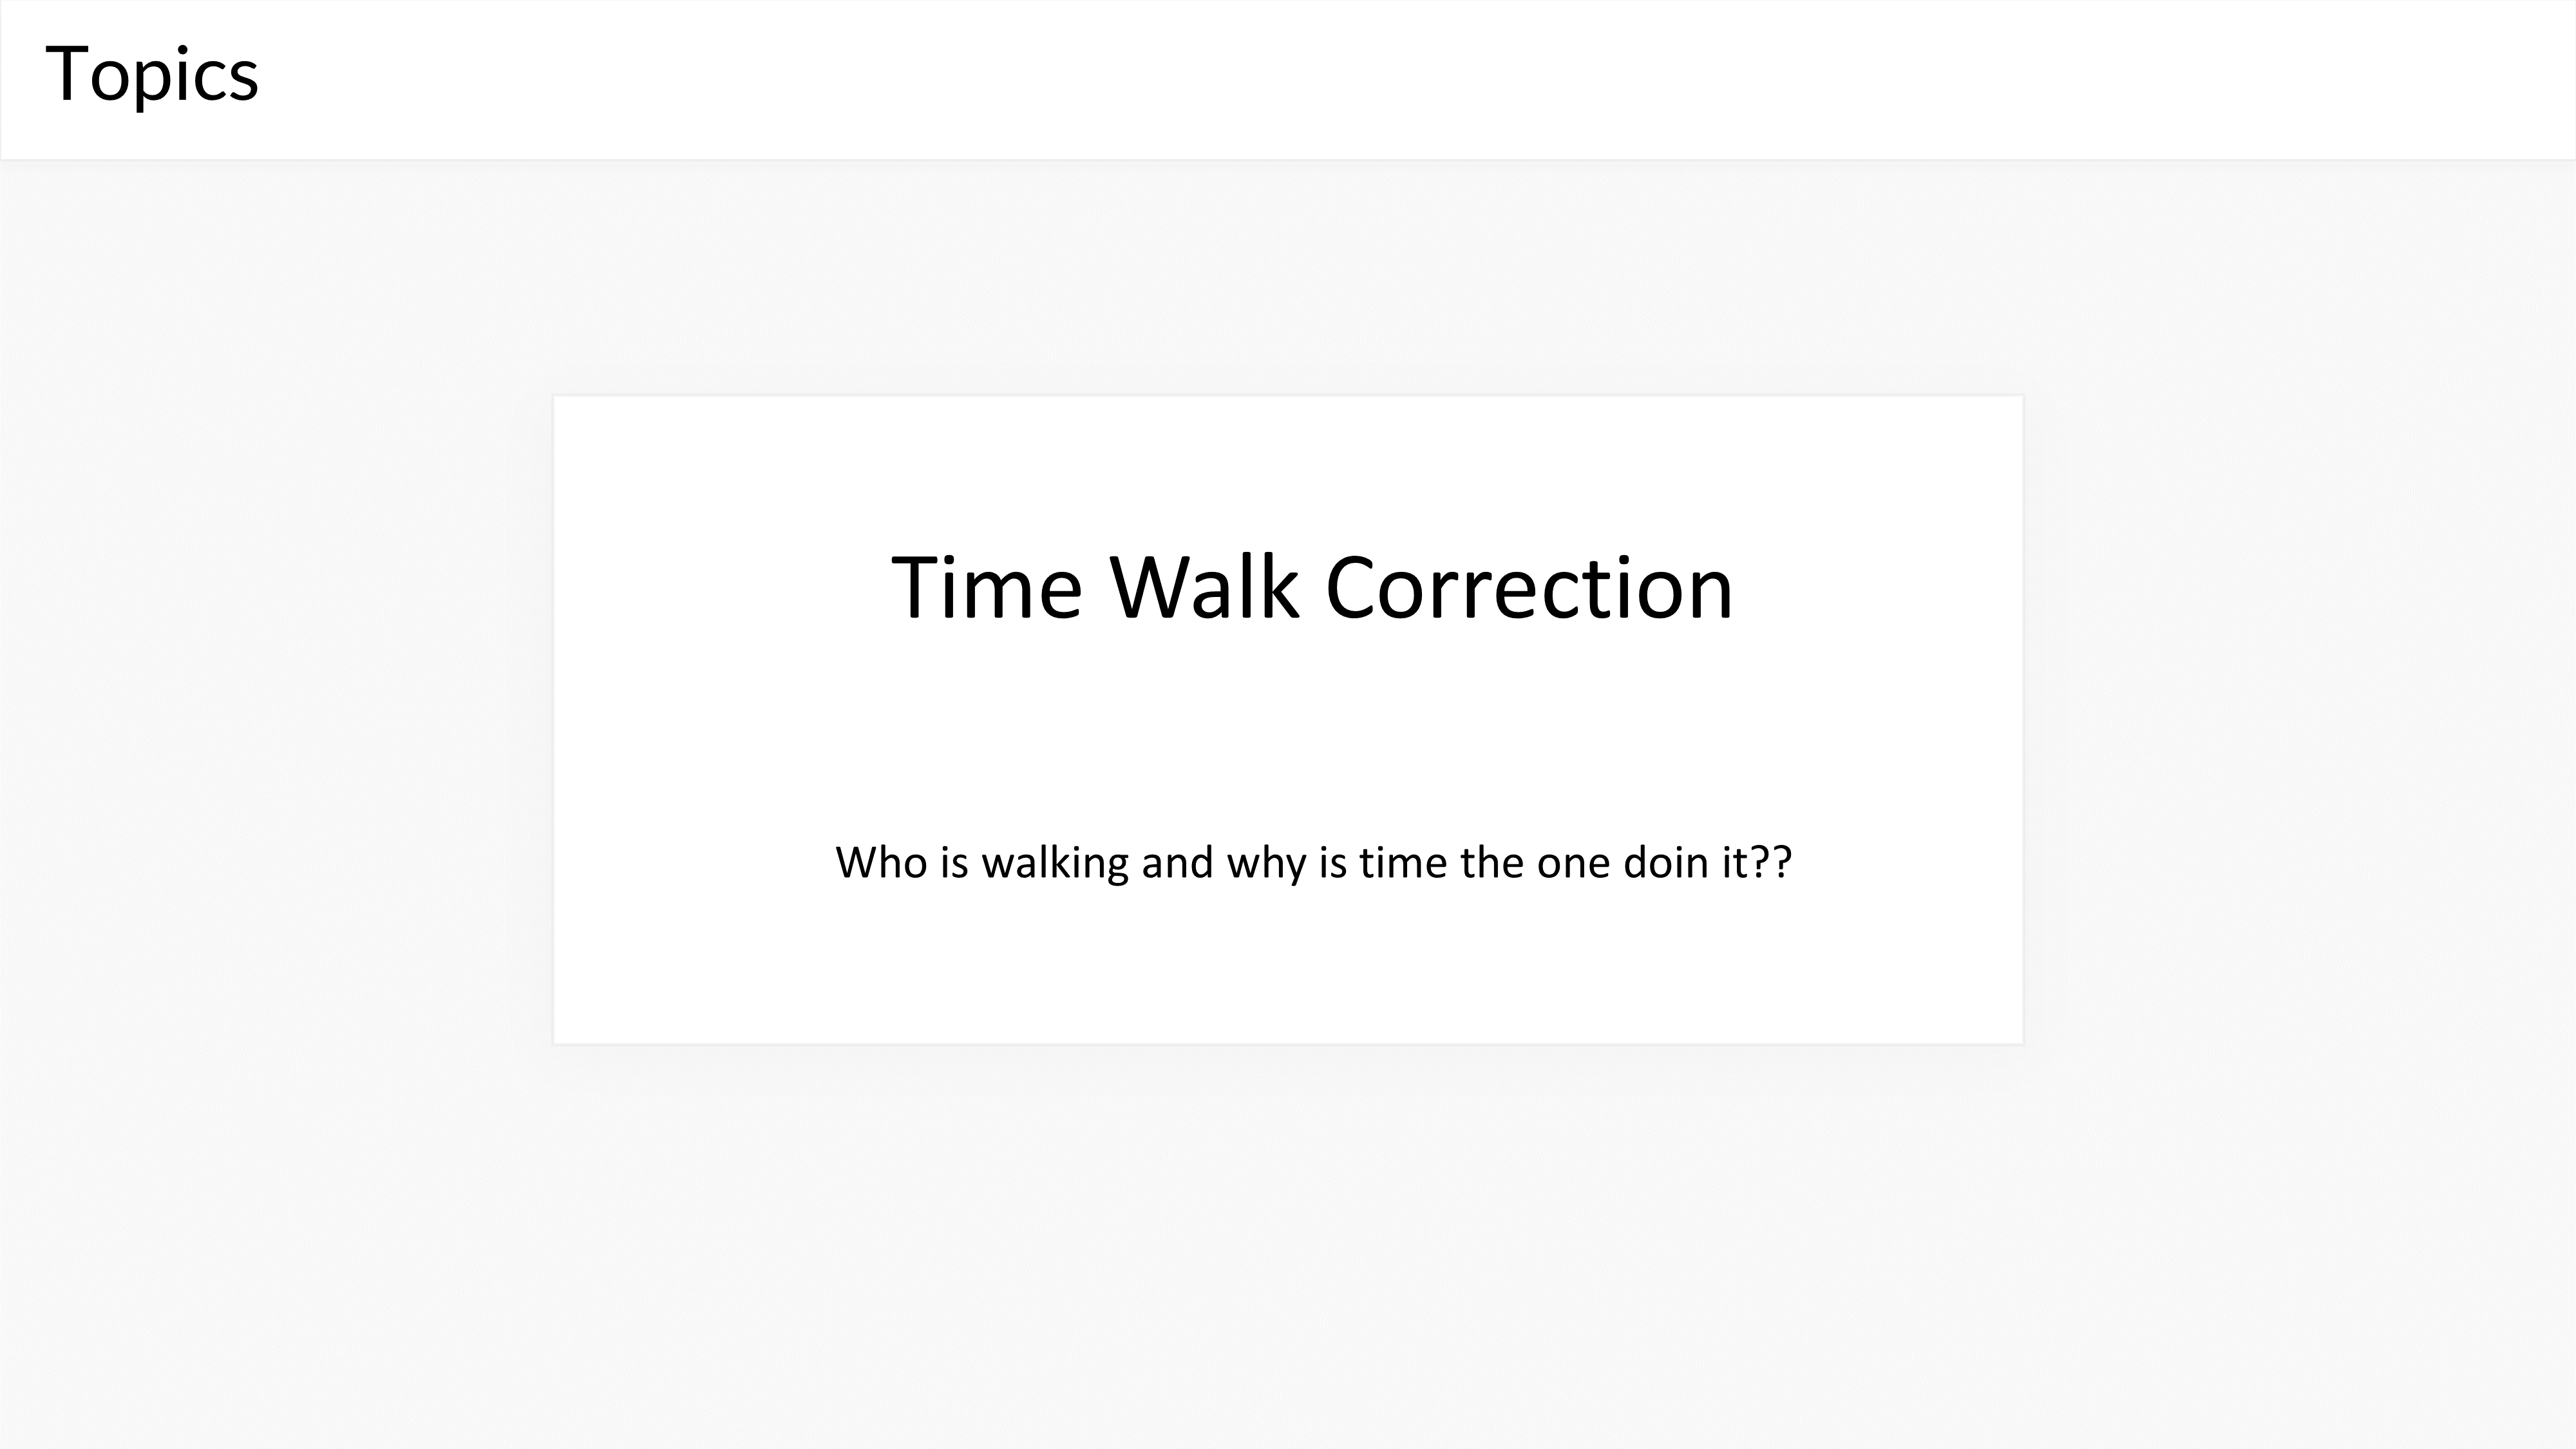 Topics
Time Walk Correction
Who is walking and why is time the one doin it??